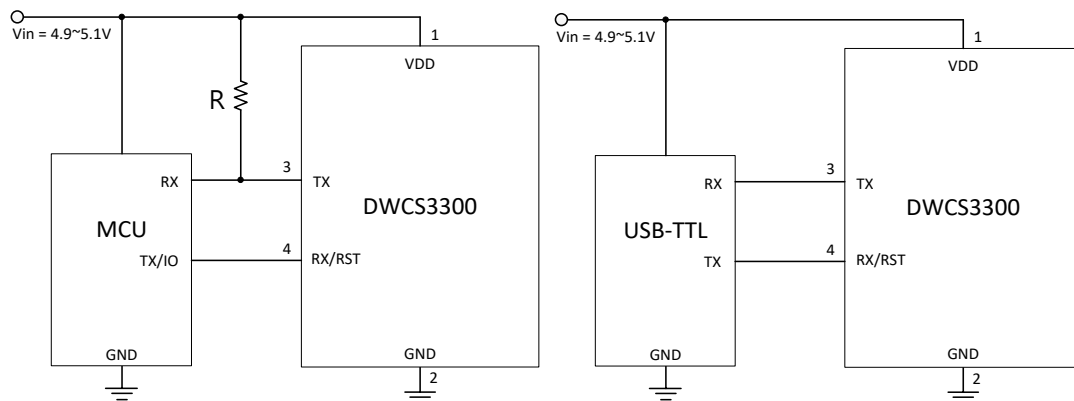 Vin = 4.9~5.1V
1
VDD
R
RX
3
TX
MCU
DWCS3300
TX/IO
4
RX/RST
GND
GND
2
Vin = 4.9~5.1V
1
VDD
RX
3
TX
USB-TTL
DWCS3300
TX
4
RX/RST
GND
GND
2